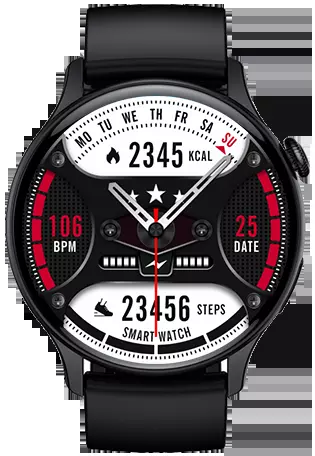 MO TU WE TH FR SA SU
2345 KCAL
106 BPM
25 DATE
23456 STEPS
SMART WATCH